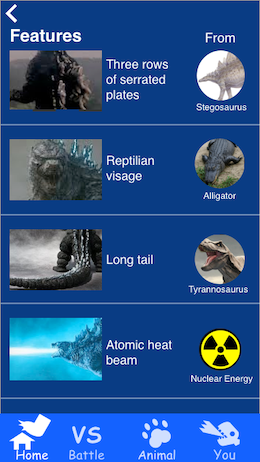 Features
From
Three rows
of serrated
plates
Stegosaurus
Reptilian
visage
Alligator
Long tail
Tyrannosaurus
Atomic heat
beam
Nuclear Energy
Home
VS
Battle
Animal
You